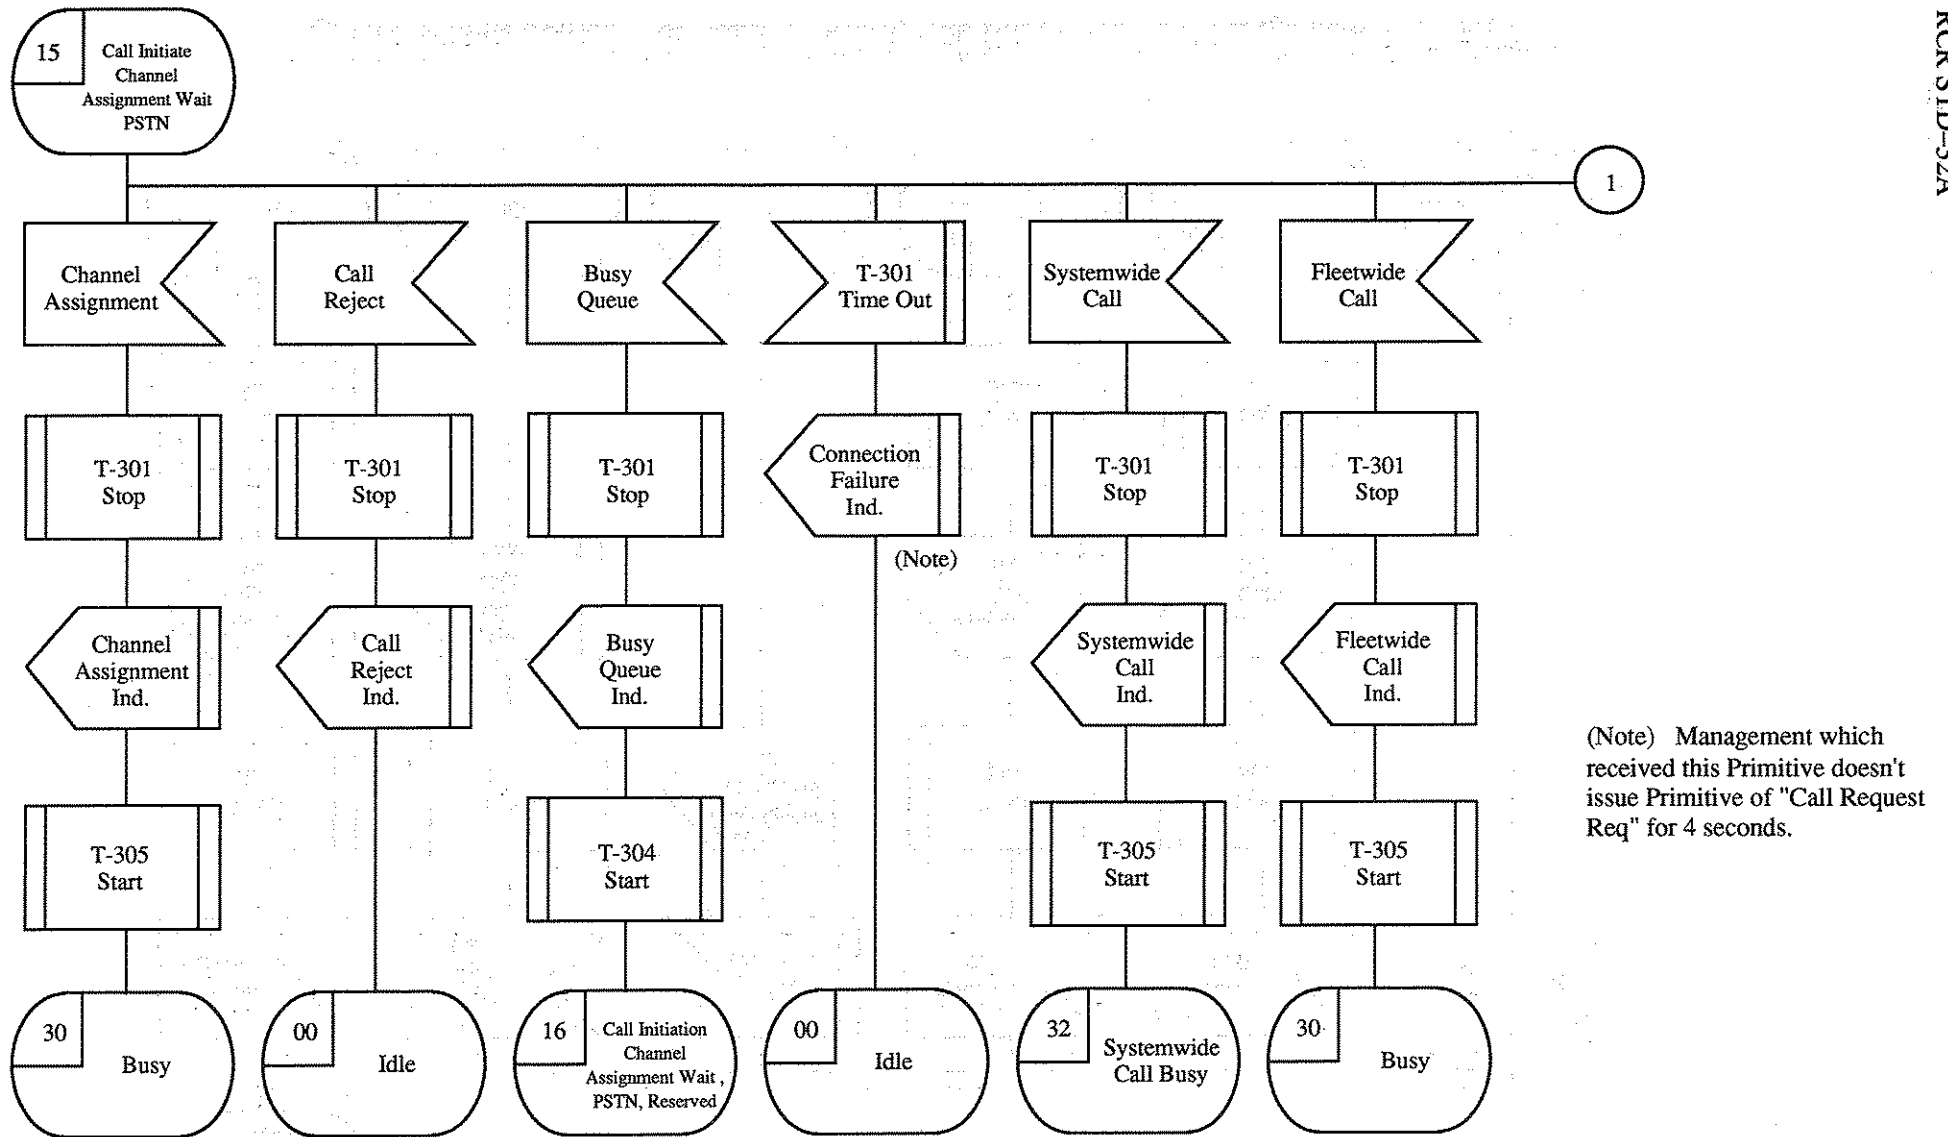 RCR STD-32A
15
Call Initiate
Channel
Assignment Wait
PSTN
1
Channel
Assignment
Call
Reject
Busy
Queue
T-301
Time Out
Systemwide
Call
Fleetwide
Call
T-301
Stop
T-301
Stop
T-301
Stop
Connection
Failure
Ind.
(Note)
T-301
Stop
T-301
Stop
Channel
Assignment
Ind.
Call
Reject
Ind.
Busy
Queue
Ind.
Systemwide
Call
Ind.
Fleetwide
Call
Ind.
(Note) Management which
received this Primitive doesn't
issue Primitive of "Call Request
Req" for 4 seconds.
T-305
Start
T-304
Start
T-305
Start
T-305
Start
30
Busy
00
Idle
16
Call Initiation
Channel
Assignment Wait ,
PSTN, Reserved
00
Idle
32
Systemwide
Call Busy
30
Busy